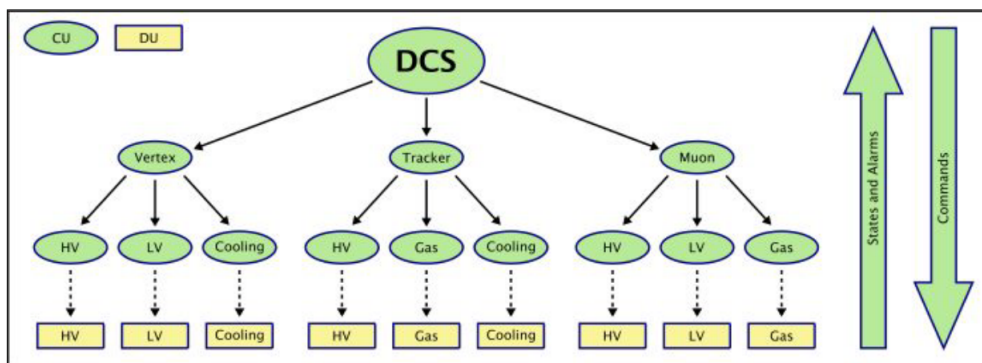 CU
DU
DCS
Vertex
Tracker
Muon
HV
LV
Cooling
HV
Gas
Cooling
HV
LV
Gas
HV
LV
Cooling
HV
Gas
Cooling
HV
LV
Gas
States and Alarms
Commands